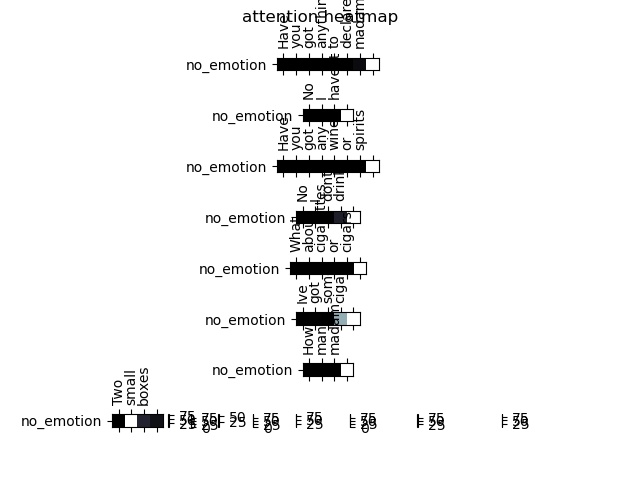 attention heatmap
Have you got anything to declare madam
no_emotion
No I havent
no_emotion
Have you got any wine or spirits
no_emotion
No I dont drink
no_emotion
What about cigarettes or cigars
no_emotion
Ive got some cigars
no_emotion
How many madam
no_emotion
Two small boxes
no_emotion